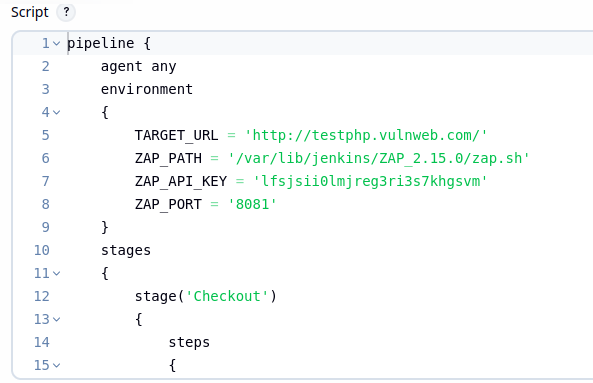 Script ?
1 pipeline {
2 agent any
3 environment
4 {
5 TARGET_URL = 'http://testphp.vulnweb.com/'
6 ZAP_PATH = '/var/lib/jenkins/ZAP_2.15.0/zap.sh'
7 ZAP_API_KEY = 'lfsjsii0lmjreg3ri3s7khgsvm'
8 ZAP_PORT = '8081'
9 }
10 stages
11 {
12 stage('Checkout')
13 {
14 steps
15 {